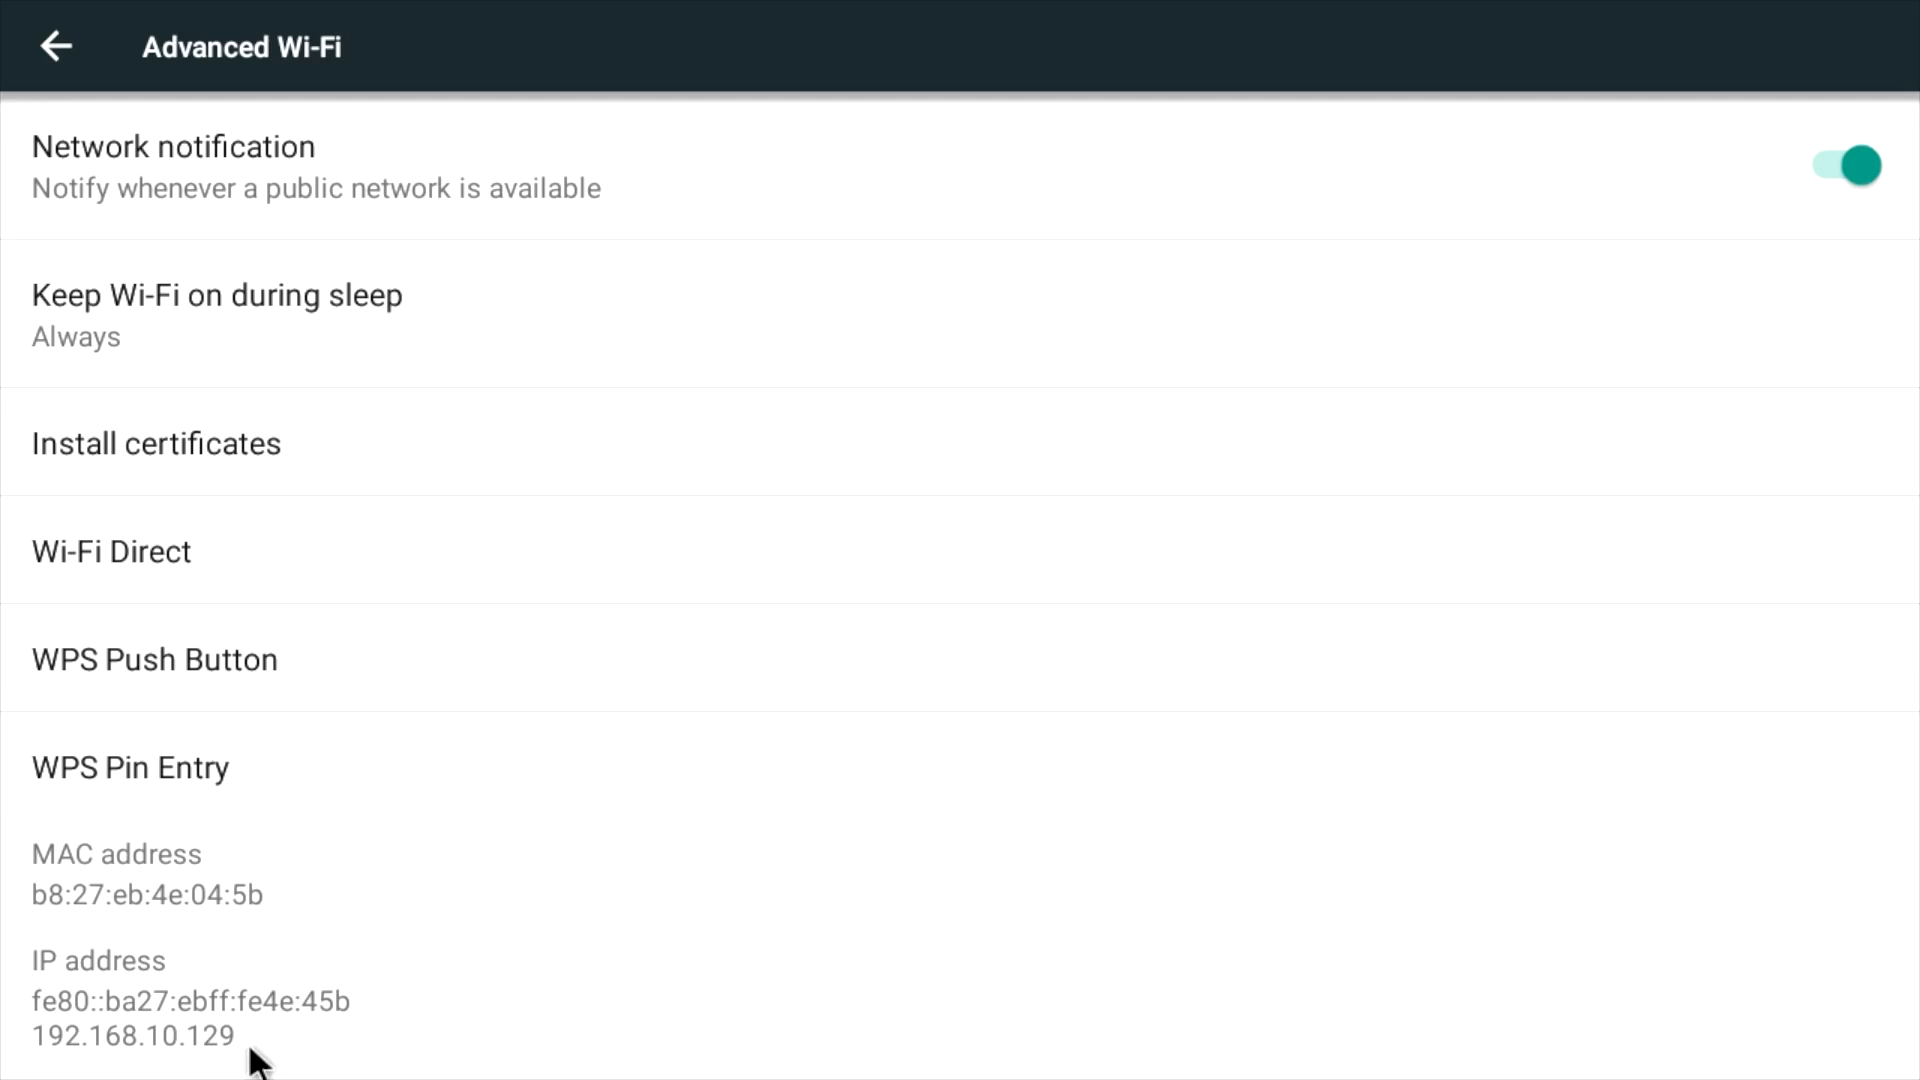 Advanced Wi-Fi
Network notification
Notify whenever a public network is available
Keep Wi-Fi on during sleep
Always
Install certificates
Wi-Fi Direct
WPS Push Button
WPS Pin Entry
MAC address
b8:27:eb:4e:04:5b
IP address
fe80::ba27:ebff:fe4e:45b
192.168.10.129